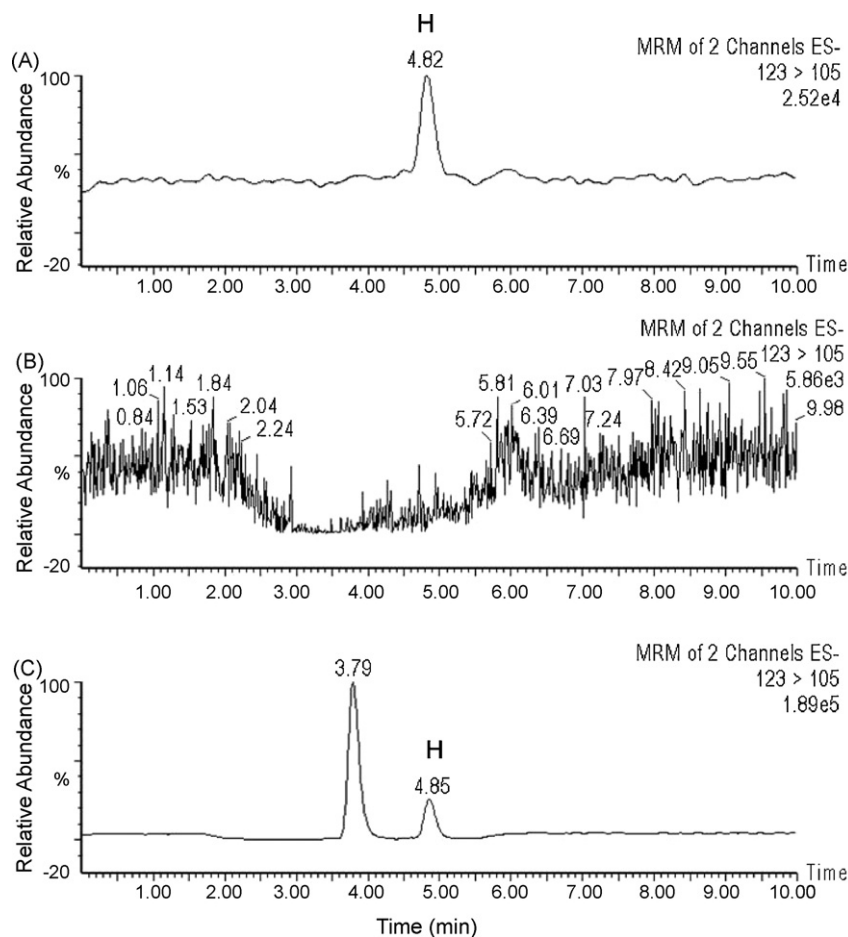 H
(A)
MRM of 2 Channels ES-
123 > 105
2.52e4
4.82
100
%
-20
Relative Abundance
1.00 2.00 3.00 4.00 5.00 6.00 7.00 8.00 9.00 10.00
Time
(B)
MRM of 2 Channels ES-
123 > 105
5.86e3
100
%
-20
Relative Abundance
0.84 1.06 1.14 1.53 1.84 2.04 2.24 5.72 5.81 6.01 6.39 6.69 7.03 7.24 7.97 8.42 9.05 9.55 9.98
1.00 2.00 3.00 4.00 5.00 6.00 7.00 8.00 9.00 10.00
Time
(C)
MRM of 2 Channels ES-
123 > 105
1.89e5
3.79
H
4.85
100
%
-20
Relative Abundance
1.00 2.00 3.00 4.00 5.00 6.00 7.00 8.00 9.00 10.00
Time
Time (min)